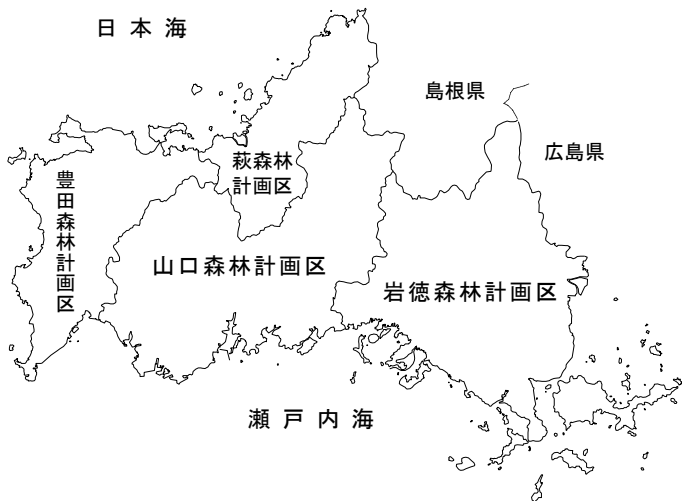 日本海
島根県
広島県
萩森林
計画区
豊田森林計画区
山口森林計画区
岩徳森林計画区
瀬戸内海